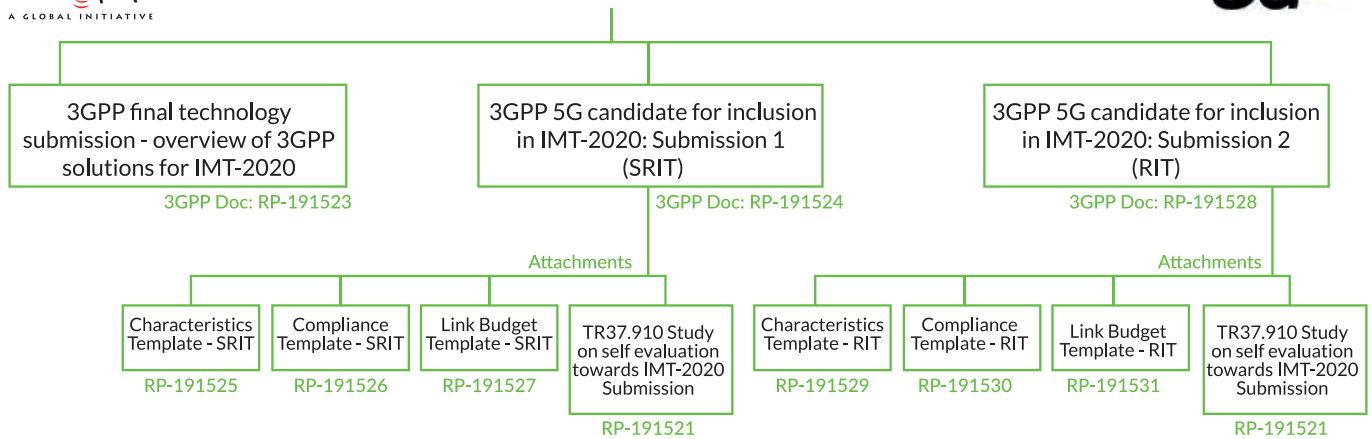 A GLOBAL INITIATIVE
3GPP final technology
submission - overview of 3GPP
solutions for IMT-2020
3GPP Doc: RP-191523
3GPP 5G candidate for inclusion
in IMT-2020: Submission 1
(SRIT)
3GPP Doc: RP-191524
3GPP 5G candidate for inclusion
in IMT-2020: Submission 2
(RIT)
3GPP Doc: RP-191528
Attachments
Characteristics
Template - SRIT
RP-191525
Compliance
Template - SRIT
RP-191526
Link Budget
Template - SRIT
RP-191527
TR37.910 Study
on self evaluation
towards IMT-2020
Submission
RP-191521
Attachments
Characteristics
Template - RIT
RP-191529
Compliance
Template - RIT
RP-191530
Link Budget
Template - RIT
RP-191531
TR37.910 Study
on self evaluation
towards IMT-2020
Submission
RP-191521